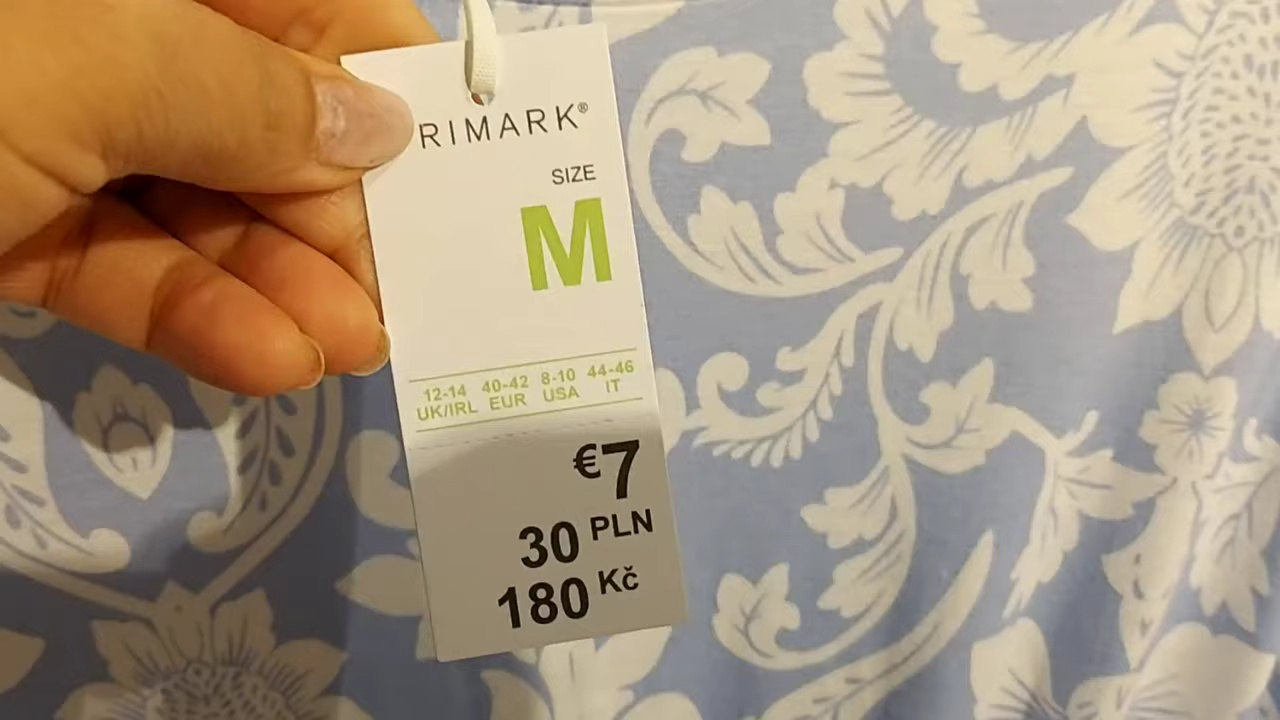 RIMARK®
SIZE
M
12-14 40-42 8-10 44-46
UK/IRL EUR USA IT
€7
30 PLN
180 Kč